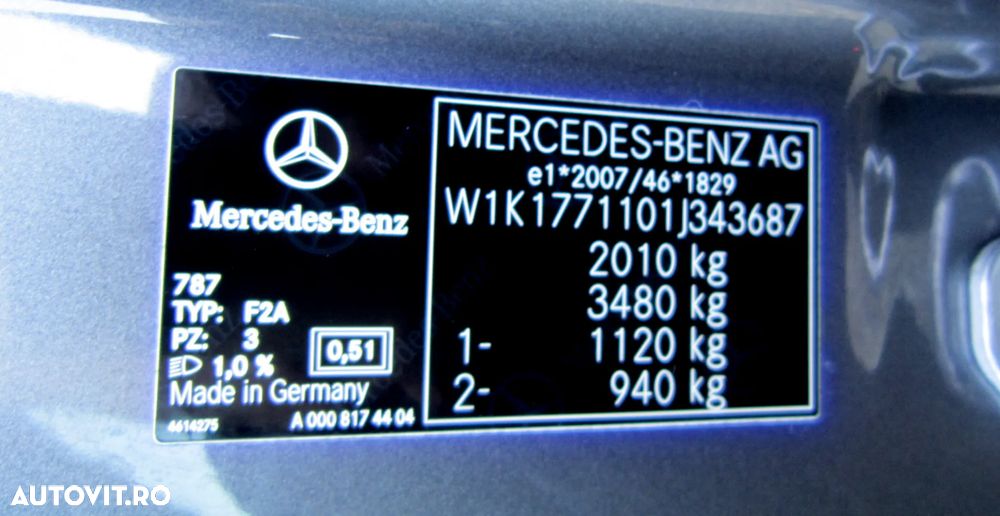 Mercedes-Benz
787
TYP: F2A
PZ: 3
1,0 %
0,51
Made in Germany
4614275
A 000 817 44 04
MERCEDES-BENZ AG
e1*2007/46*1829
W1K1771101J343687
2010 kg
3480 kg
1- 1120 kg
2- 940 kg
AUTOVIT.RO